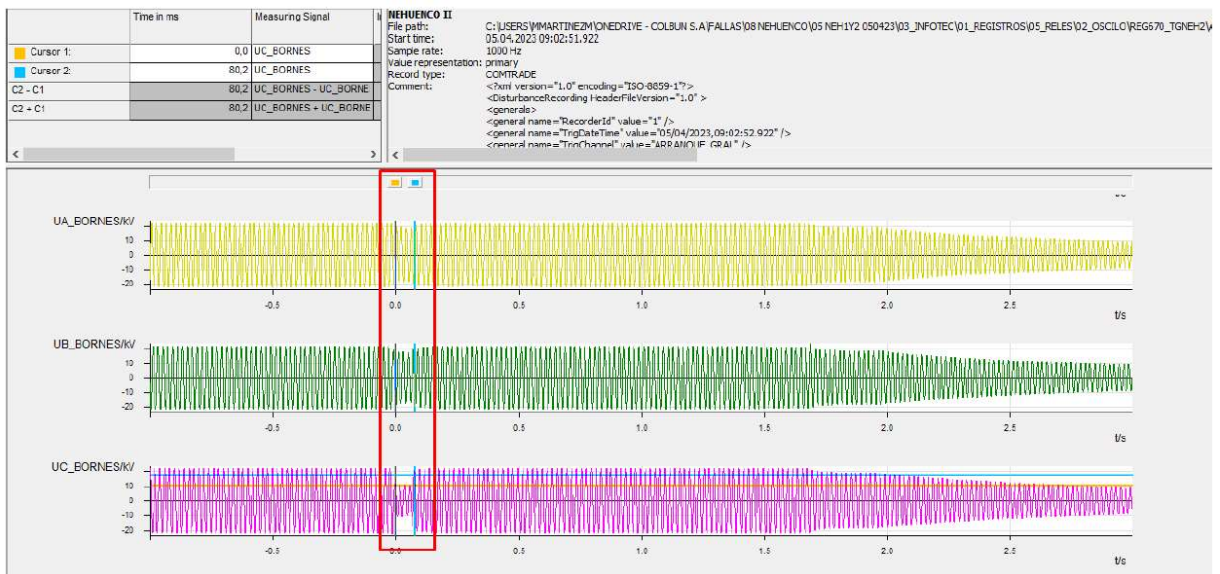 Time in ms Measuring Signal
Cursor 1: 0,0 UC_BORNES
Cursor 2: 80,2 UC_BORNES
C2 - C1 80,2 UC_BORNES - UC_BORNE
C2 + C1 80,2 UC_BORNES + UC_BORNE
NEHUENCO II
File path: C:\USERS\MMARTINEZM\ONEDRIVE - COLBUN S.A\FALLAS\08 NEHUENCO\05 NEH1Y2 050423\03_INFOTEC\01_REGISTROS\05_RELES\02_OSCILO\REG670_TGNEH2\
Start time: 05.04.2023 09:02:51.922
Sample rate: 1000 Hz
Value representation: primary
Record type: COMTRADE
Comment: <?xml version="1.0" encoding="ISO-8859-1"?>
<DisturbanceRecording HeaderFileVersion="1.0" >
<generals>
<general name="RecorderId" value="1" />
<general name="TrigDateTime" value="05/04/2023,09:02:52.922" />
<general name="TrigChannel" value="ARRANQUE_GRAL" />
UA_BORNES/kV
10
0
-10
-20
-0.5 0.0 0.5 1.0 1.5 2.0 2.5
t/s
UB_BORNES/kV
10
0
-10
-20
-0.5 0.0 0.5 1.0 1.5 2.0 2.5
t/s
UC_BORNES/kV
10
0
-10
-20
-0.5 0.0 0.5 1.0 1.5 2.0 2.5
t/s